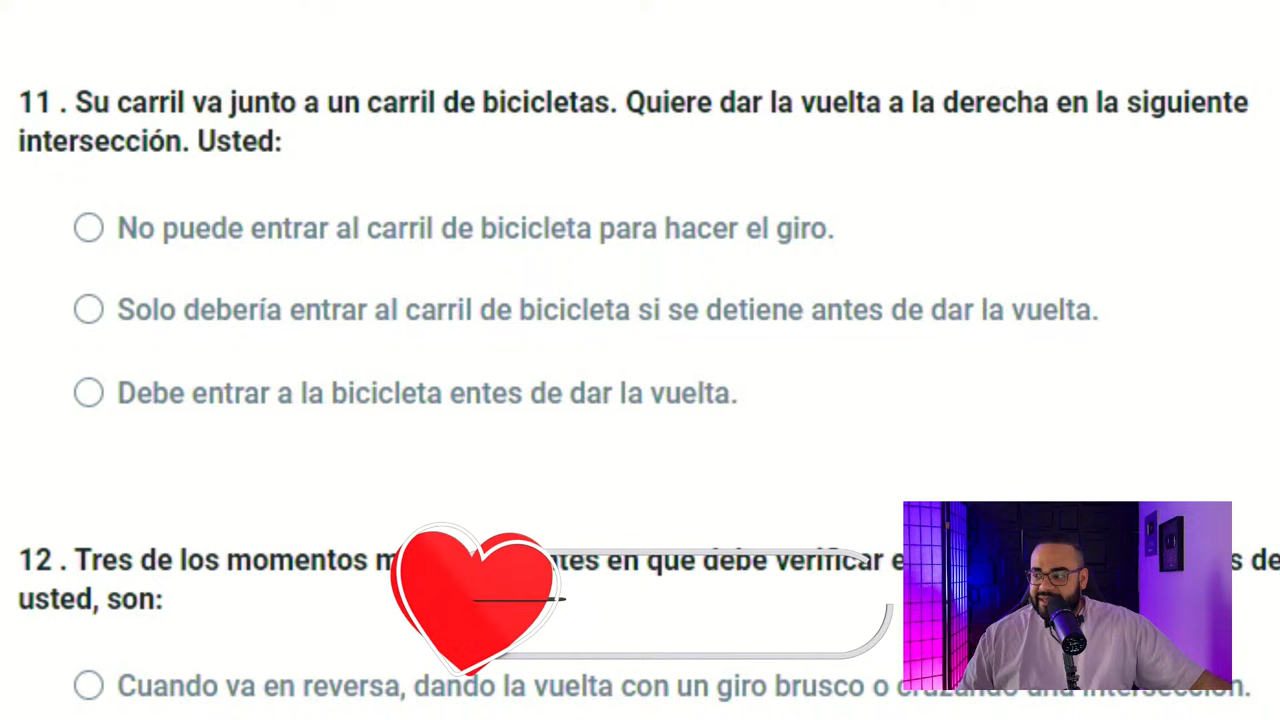 11 . Su carril va junto a un carril de bicicletas. Quiere dar la vuelta a la derecha en la siguiente
intersección. Usted:
No puede entrar al carril de bicicleta para hacer el giro.
Solo debería entrar al carril de bicicleta si se detiene antes de dar la vuelta.
Debe entrar a la bicicleta entes de dar la vuelta.
12 . Tres de los momentos en que debe verificar
usted, son:
Cuando va en reversa, dando la vuelta con un giro brusco o cruzando una intersección.